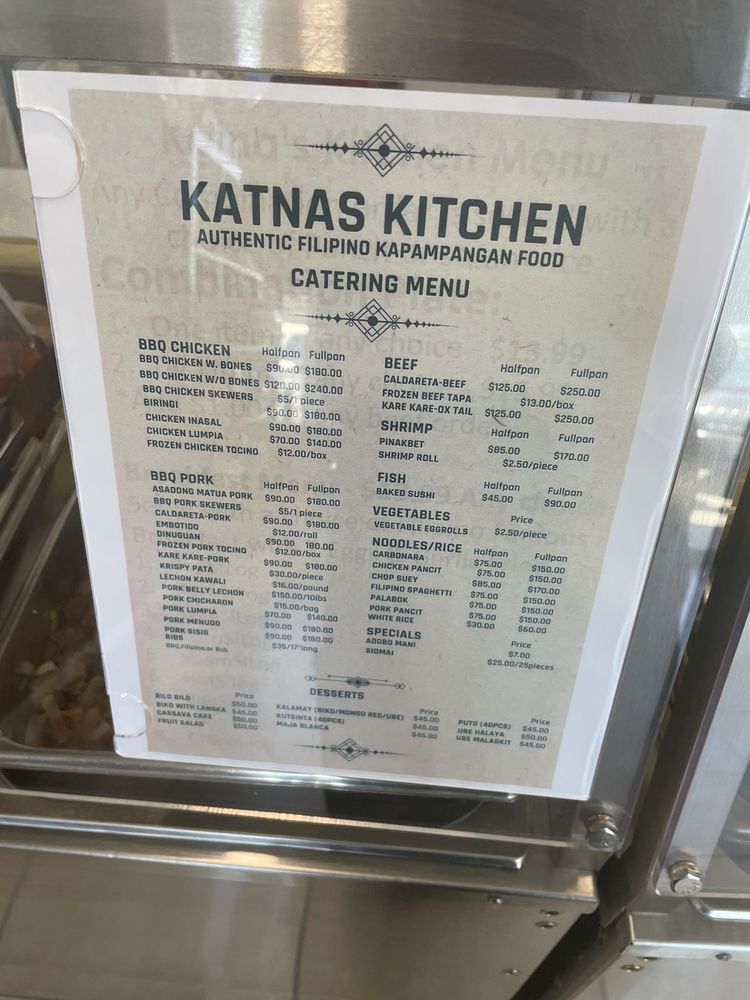 KATNAS KITCHEN
AUTHENTIC FILIPINO KAPAMPANGAN FOOD
CATERING MENU
BBQ CHICKEN Halfpan Fullpan
BBQ CHICKEN W. BONES $90.00 $180.00
BBQ CHICKEN W/O BONES $120.00 $240.00
BBQ CHICKEN SKEWERS $5/1 piece
BIRINGI $90.00 $180.00
CHICKEN INASAL $90.00 $180.00
CHICKEN LUMPIA $70.00 $140.00
FROZEN CHICKEN TOCINO $12.00/box
BBQ PORK HalfPan Fullpan
ASADONG MATUA PORK $90.00 $180.00
BBQ PORK SKEWERS $5/1 piece
CALDARETA-PORK $90.00 $180.00
EMBOTIDO $12.00/roll
DINUGUAN $90.00 180.00
FROZEN PORK TOCINO $12.00/box
KARE KARE-PORK $90.00 $180.00
KRISPY PATA $30.00/piece
LECHON KAWALI $16.00/pound
PORK BELLY LECHON $150.00/10lbs
PORK CHICHARON $15.00/bag
PORK LUMPIA $70.00 $140.00
PORK MENUDO $90.00 $180.00
PORK SISIG $90.00 $180.00
RIBS $35/17"long
BBQ,Filipino,or Rub
BEEF Halfpan Fullpan
CALDARETA-BEEF $125.00 $250.00
FROZEN BEEF TAPA $13.00/box
KARE KARE-OX TAIL $125.00 $250.00
SHRIMP Halfpan Fullpan
PINAKBET $85.00 $170.00
SHRIMP ROLL $2.50/piece
FISH Halfpan Fullpan
BAKED SUSHI $45.00 $90.00
VEGETABLES Price
VEGETABLE EGGROLLS $2.50/piece
NOODLES/RICE Halfpan Fullpan
CARBONARA $75.00 $150.00
CHICKEN PANCIT $75.00 $150.00
CHOP SUEY $85.00 $170.00
FILIPINO SPAGHETTI $75.00 $150.00
PALABOK $75.00 $150.00
PORK PANCIT $75.00 $150.00
WHITE RICE $30.00 $60.00
SPECIALS Price
ADOBO MANI $7.00
SIOMAI $25.00/25pieces
DESSERTS
Price
BILO BILO $50.00
BIKO WITH LANGKA $45.00
CASSAVA CAKE $50.00
FRUIT SALAD $50.00
Price
KALAMAY (BIKO/MONGO RED/UBE) $45.00
KUTSINTA (40PCS) $45.00
MAJA BLANCA $45.00
Price
PUTO (40PCS) $45.00
UBE HALAYA $50.00
UBE MALAGKIT $45.00